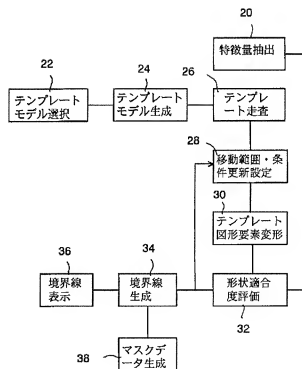 20
特徴量抽出
22
24
26
テンプレート
モデル選択
テンプレート
モデル生成
テンプレ
ート走査
28
移動範囲・条
件更新設定
30
テンプレート
図形要素変形
36
34
境界線
表示
境界線
生成
形状適合
度評価
32
38
マスクデ
ータ生成